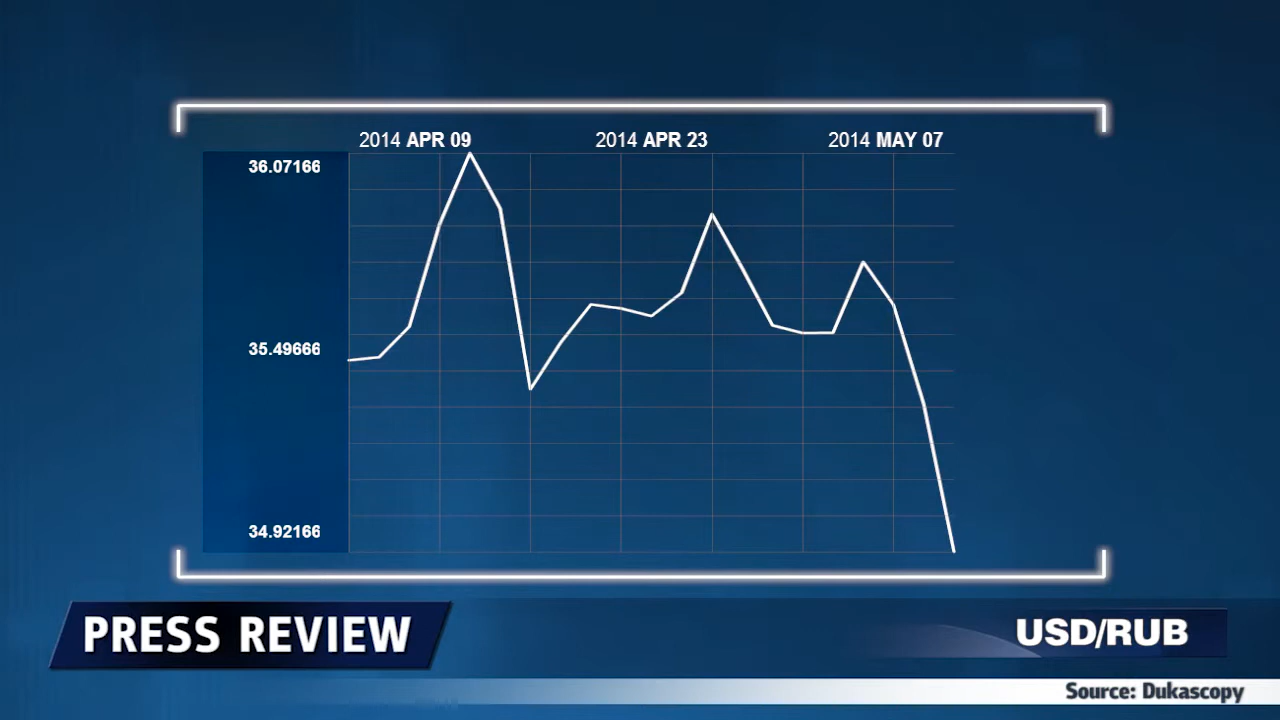 2014 APR 09 2014 APR 23 2014 MAY 07
36.07166
35.49666
34.92166
PRESS REVIEW
USD/RUB
Source: Dukascopy